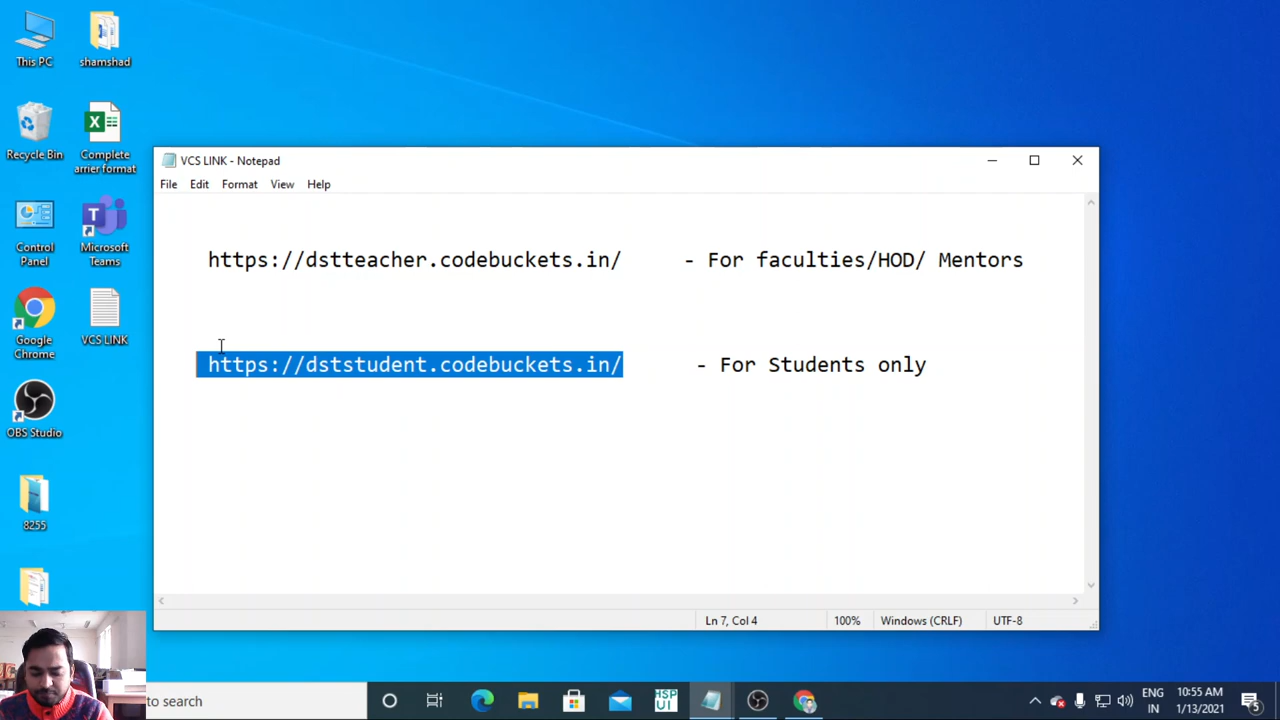 This PC
shamshad
Recycle Bin
Complete
arrier format
Control
Panel
Microsoft
Teams
Google
Chrome
VCS LINK
OBS Studio
8255
VCS LINK - Notepad
File Edit Format View Help
https://dstteacher.codebuckets.in/ - For faculties/HOD/ Mentors
https://dststudent.codebuckets.in/ - For Students only
Ln 7, Col 4 100% Windows (CRLF) UTF-8
to search
HSP
UI
ENG
IN
10:55 AM
1/13/2021
5